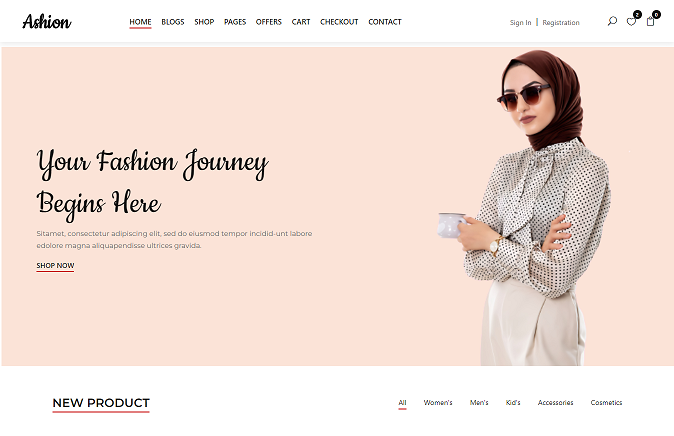 Ashion
HOME BLOGS SHOP PAGES OFFERS CART CHECKOUT CONTACT
Sign In | Registration
2
0
Your Fashion Journey
Begins Here
Sitamet, consectetur adipiscing elit, sed do eiusmod tempor incidid-unt labore
edolore magna aliquapendisse ultrices gravida.
SHOP NOW
NEW PRODUCT
All Women's Men's Kid's Accessories Cosmetics